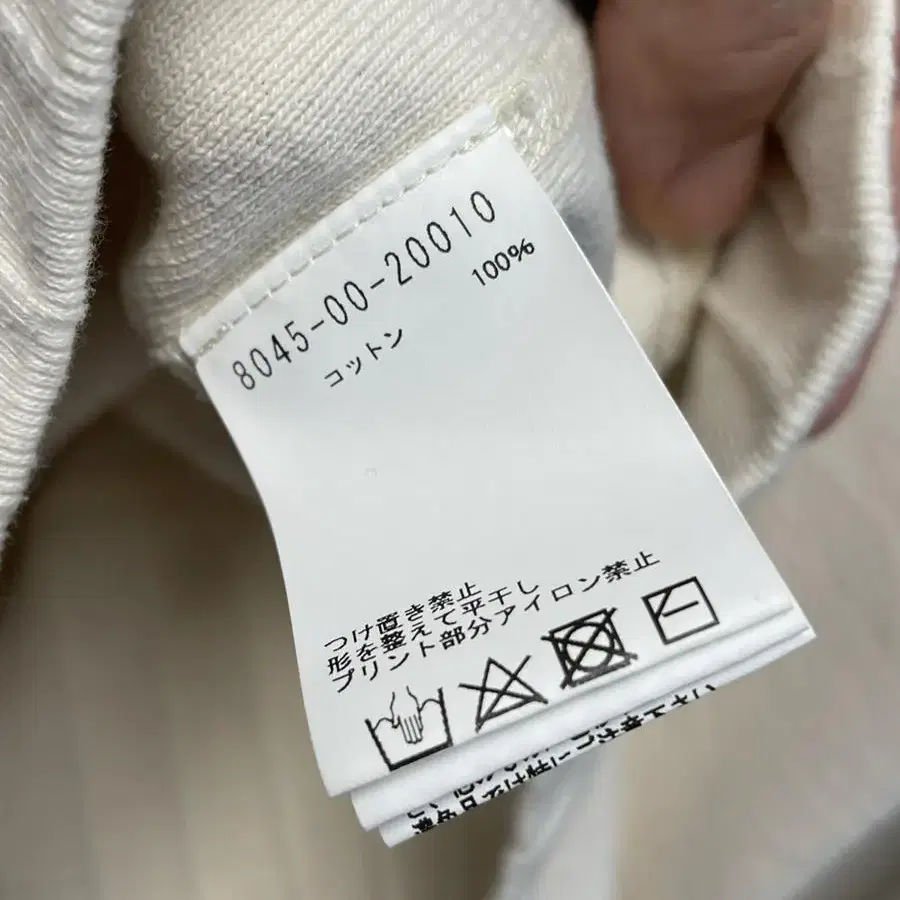 8045-00-20010
コットン 100%
つけ置き禁止
形を整えて平干し
プリント部分アイロン禁止